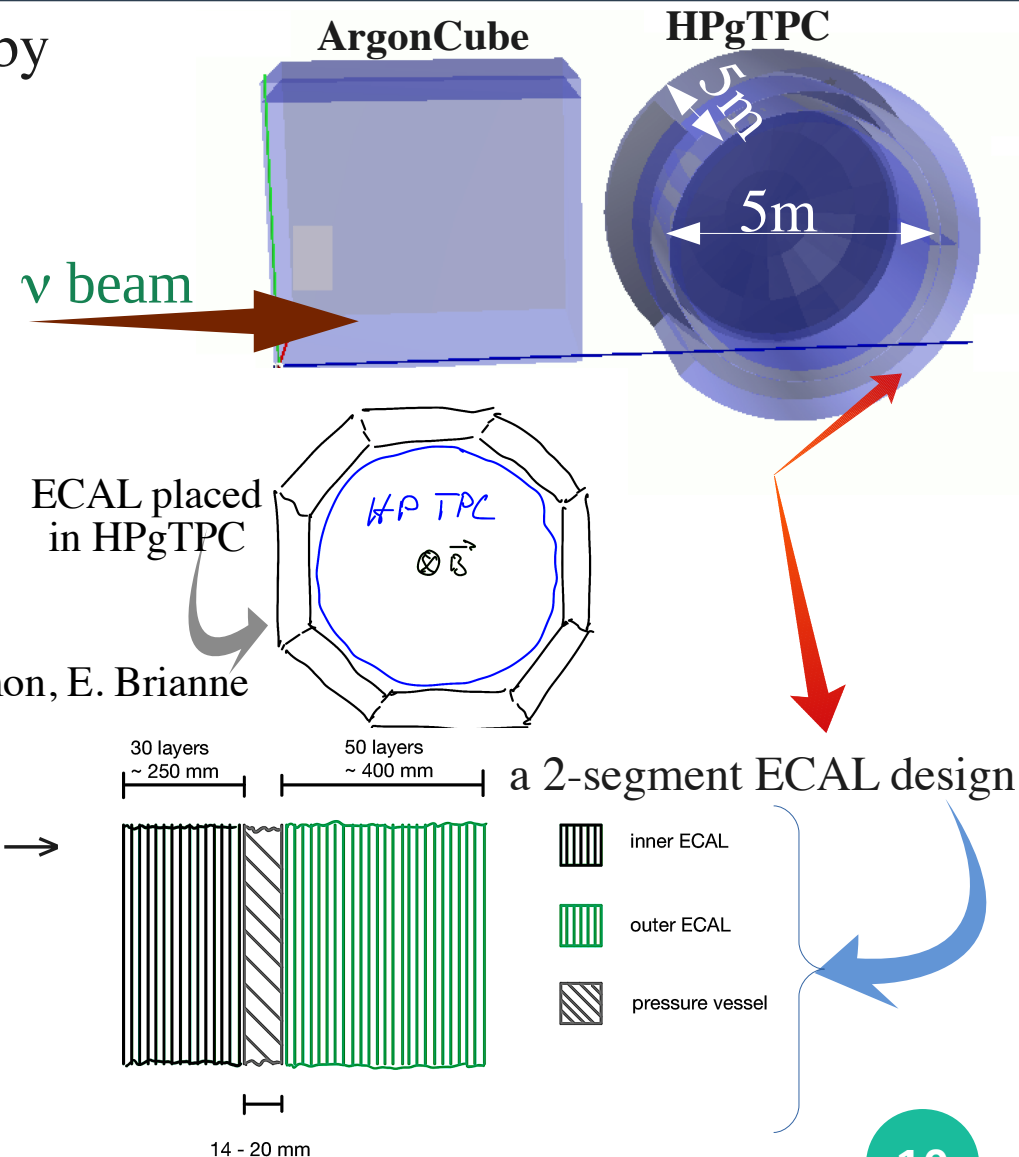 by
ArgonCube
HPgTPC
5m
5m
ν beam
ECAL placed
in HPgTPC
HP TPC
⊗ B⃗
non, E. Brianne
30 layers
~ 250 mm
50 layers
~ 400 mm
a 2-segment ECAL design
inner ECAL
outer ECAL
pressure vessel
14 - 20 mm